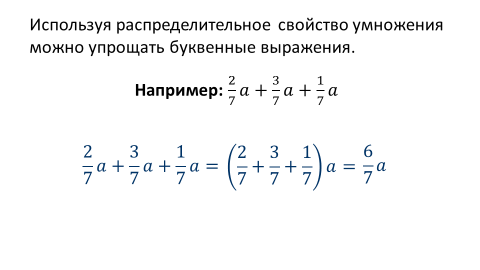 Используя распределительное свойство умножения
можно упрощать буквенные выражения.
Например: 2/7 a + 3/7 a + 1/7 a
2/7 a + 3/7 a + 1/7 a = (2/7 + 3/7 + 1/7) a = 6/7 a